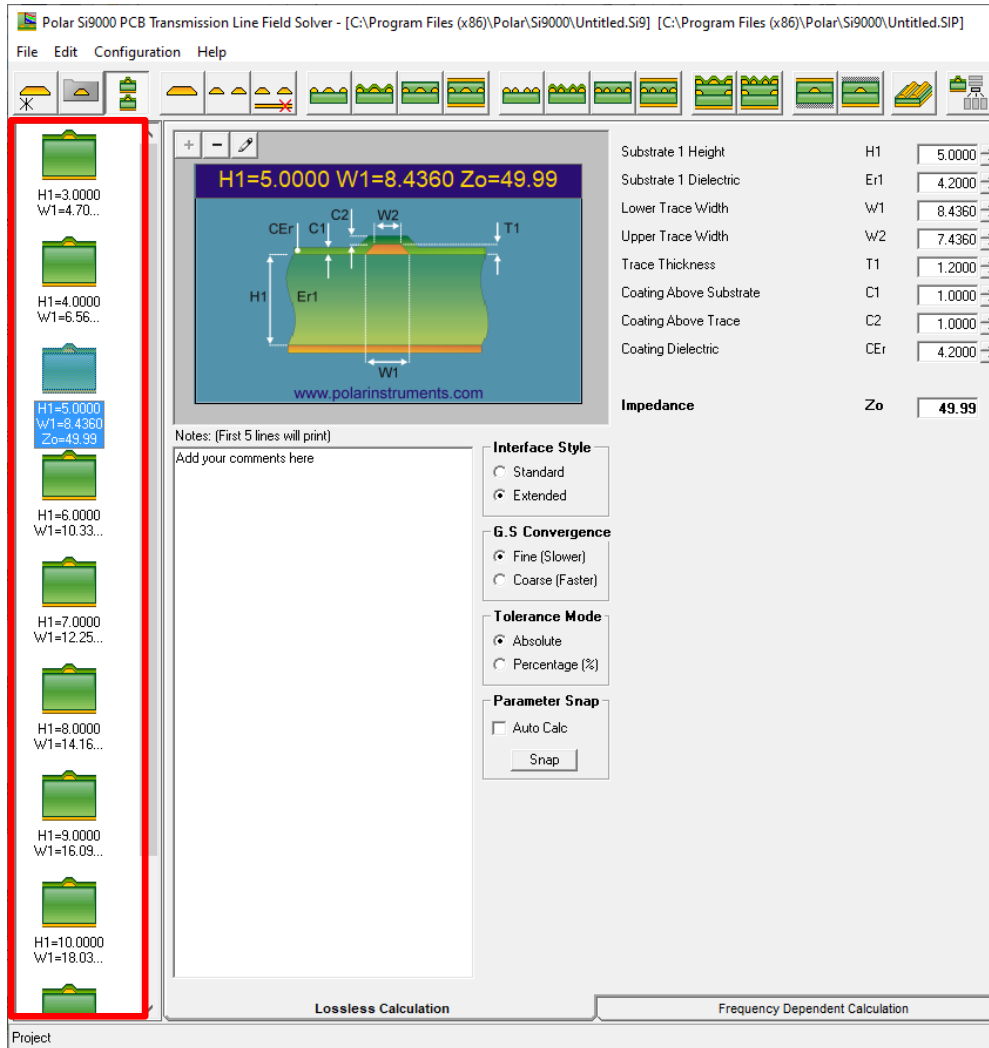 Polar Si9000 PCB Transmission Line Field Solver - [C:\Program Files (x86)\Polar\Si9000\Untitled.Si9] [C:\Program Files (x86)\Polar\Si9000\Untitled.SIP]
File Edit Configuration Help
H1=3.0000
W1=4.70...
H1=4.0000
W1=6.56...
H1=5.0000
W1=8.4360
Zo=49.99
H1=6.0000
W1=10.33...
H1=7.0000
W1=12.25...
H1=8.0000
W1=14.16...
H1=9.0000
W1=16.09...
H1=10.0000
W1=18.03...
H1=5.0000 W1=8.4360 Zo=49.99
C2 W2
CEr C1 T1
H1 Er1
W1
www.polarinstruments.com
Substrate 1 Height H1 5.0000
Substrate 1 Dielectric Er1 4.2000
Lower Trace Width W1 8.4360
Upper Trace Width W2 7.4360
Trace Thickness T1 1.2000
Coating Above Substrate C1 1.0000
Coating Above Trace C2 1.0000
Coating Dielectric CEr 4.2000
Impedance Zo 49.99
Notes: (First 5 lines will print)
Add your comments here
Interface Style
Standard
Extended
G.S Convergence
Fine (Slower)
Coarse (Faster)
Tolerance Mode
Absolute
Percentage (%)
Parameter Snap
Auto Calc
Snap
Lossless Calculation
Frequency Dependent Calculation
Project